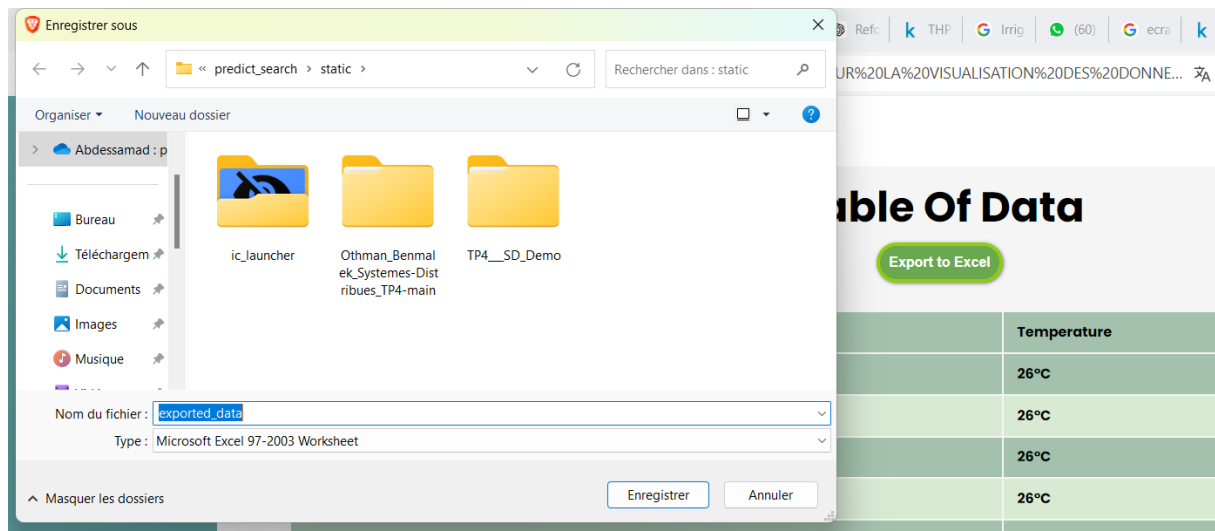 Enregistrer sous
Refc
THP
Irrig
(60)
ecra
« predict_search › static ›
Rechercher dans : static
UR%20LA%20VISUALISATION%20DES%20DONNE...
Organiser
Nouveau dossier
Abdessamad : p
Bureau
Téléchargem
Documents
Images
Musique
ic_launcher
Othman_Benmal
ek_Systemes-Dist
ribues_TP4-main
TP4__SD_Demo
Nom du fichier : exported_data
Type : Microsoft Excel 97-2003 Worksheet
Masquer les dossiers
Enregistrer
Annuler
able Of Data
Export to Excel
Temperature
26°C
26°C
26°C
26°C